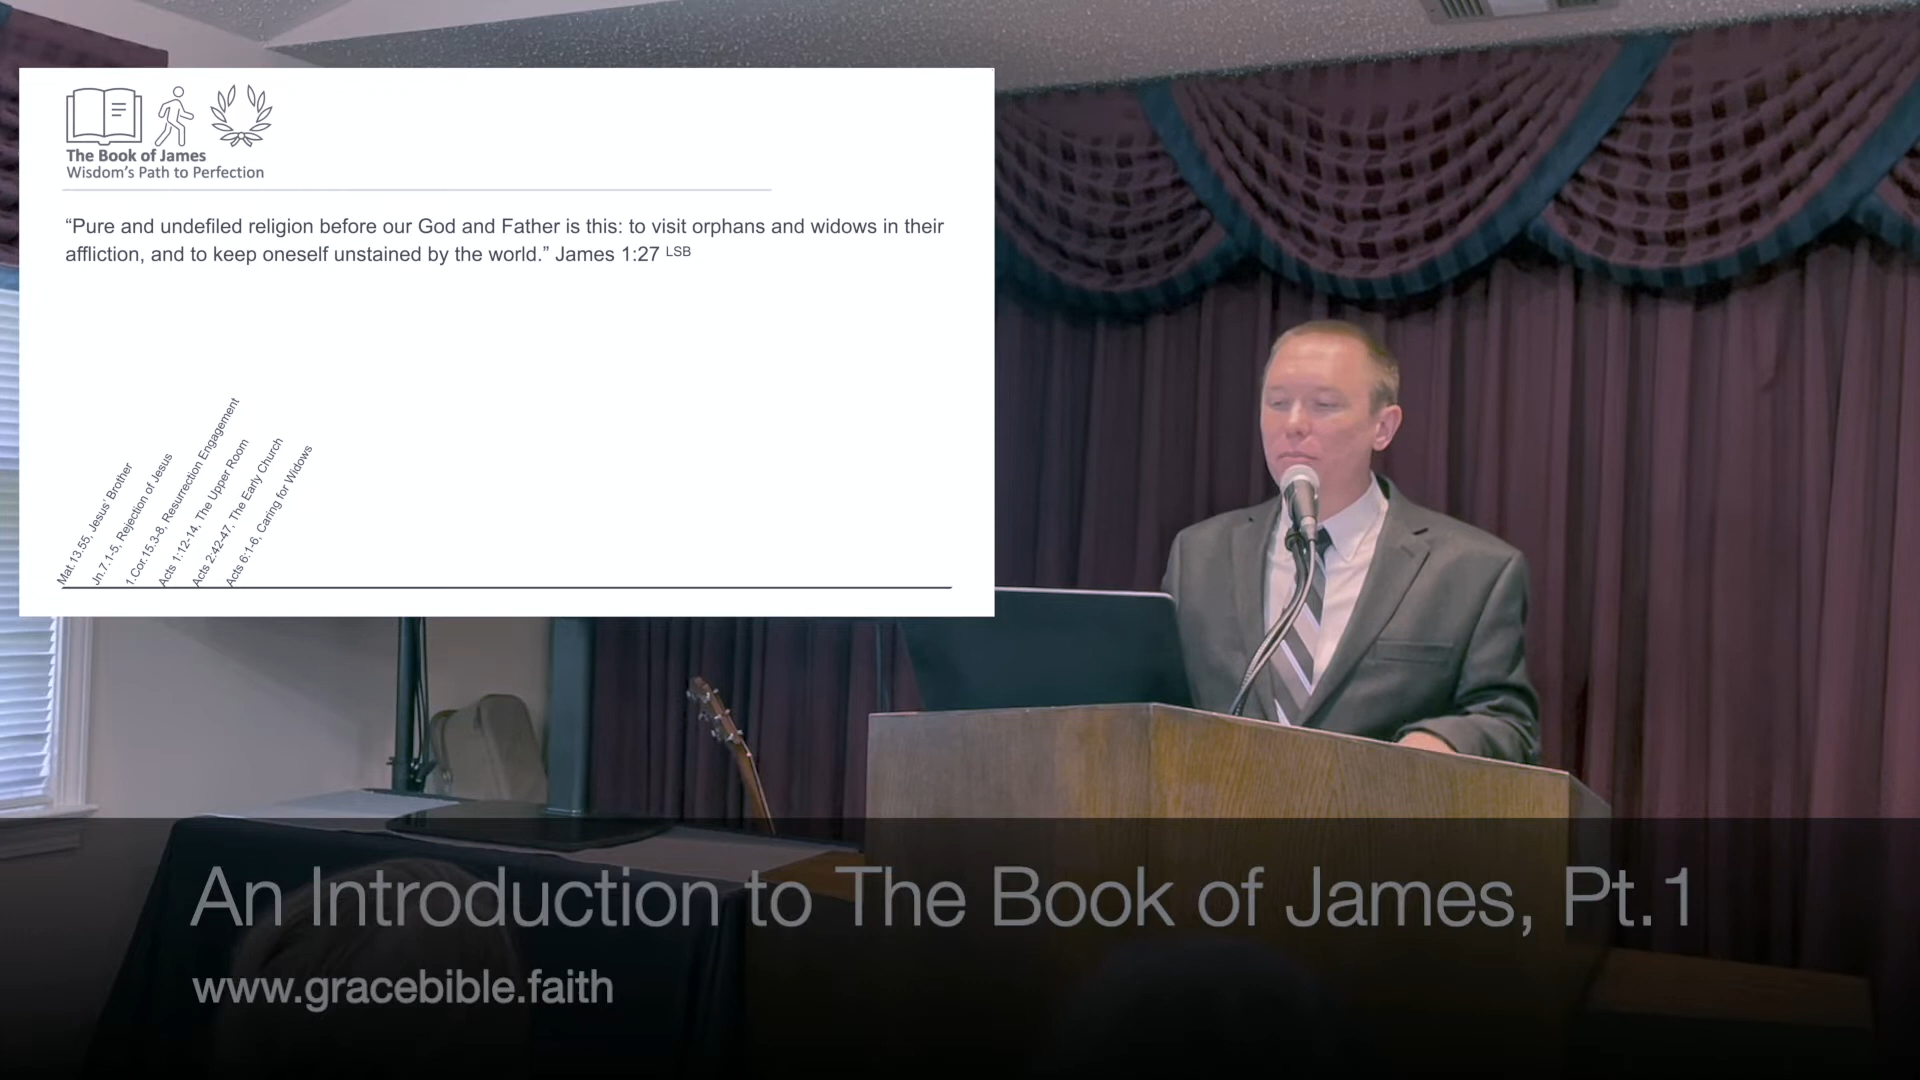 The Book of James
Wisdom’s Path to Perfection
“Pure and undefiled religion before our God and Father is this: to visit orphans and widows in their
affliction, and to keep oneself unstained by the world.” James 1:27 LSB
Mat.13.55, Jesus’ Brother
Jn.7.1-5, Rejection of Jesus
1.Cor.15.3-8, Resurrection Engagement
Acts 1:12-14, The Upper Room
Acts 2:42-47, The Early Church
Acts 6:1-6, Caring for Widows
An Introduction to The Book of James, Pt.1
www.gracebible.faith